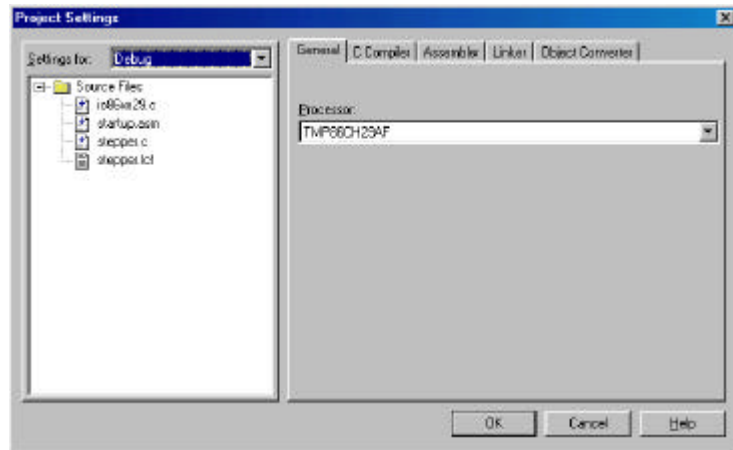 Project Settings
Settings for: Debug
General C Compiler Assembler Linker Object Converter
Source Files
startup.asm
stepper.c
stepper.lcf
Processor:
TMP86CH29AF
OK Cancel Help